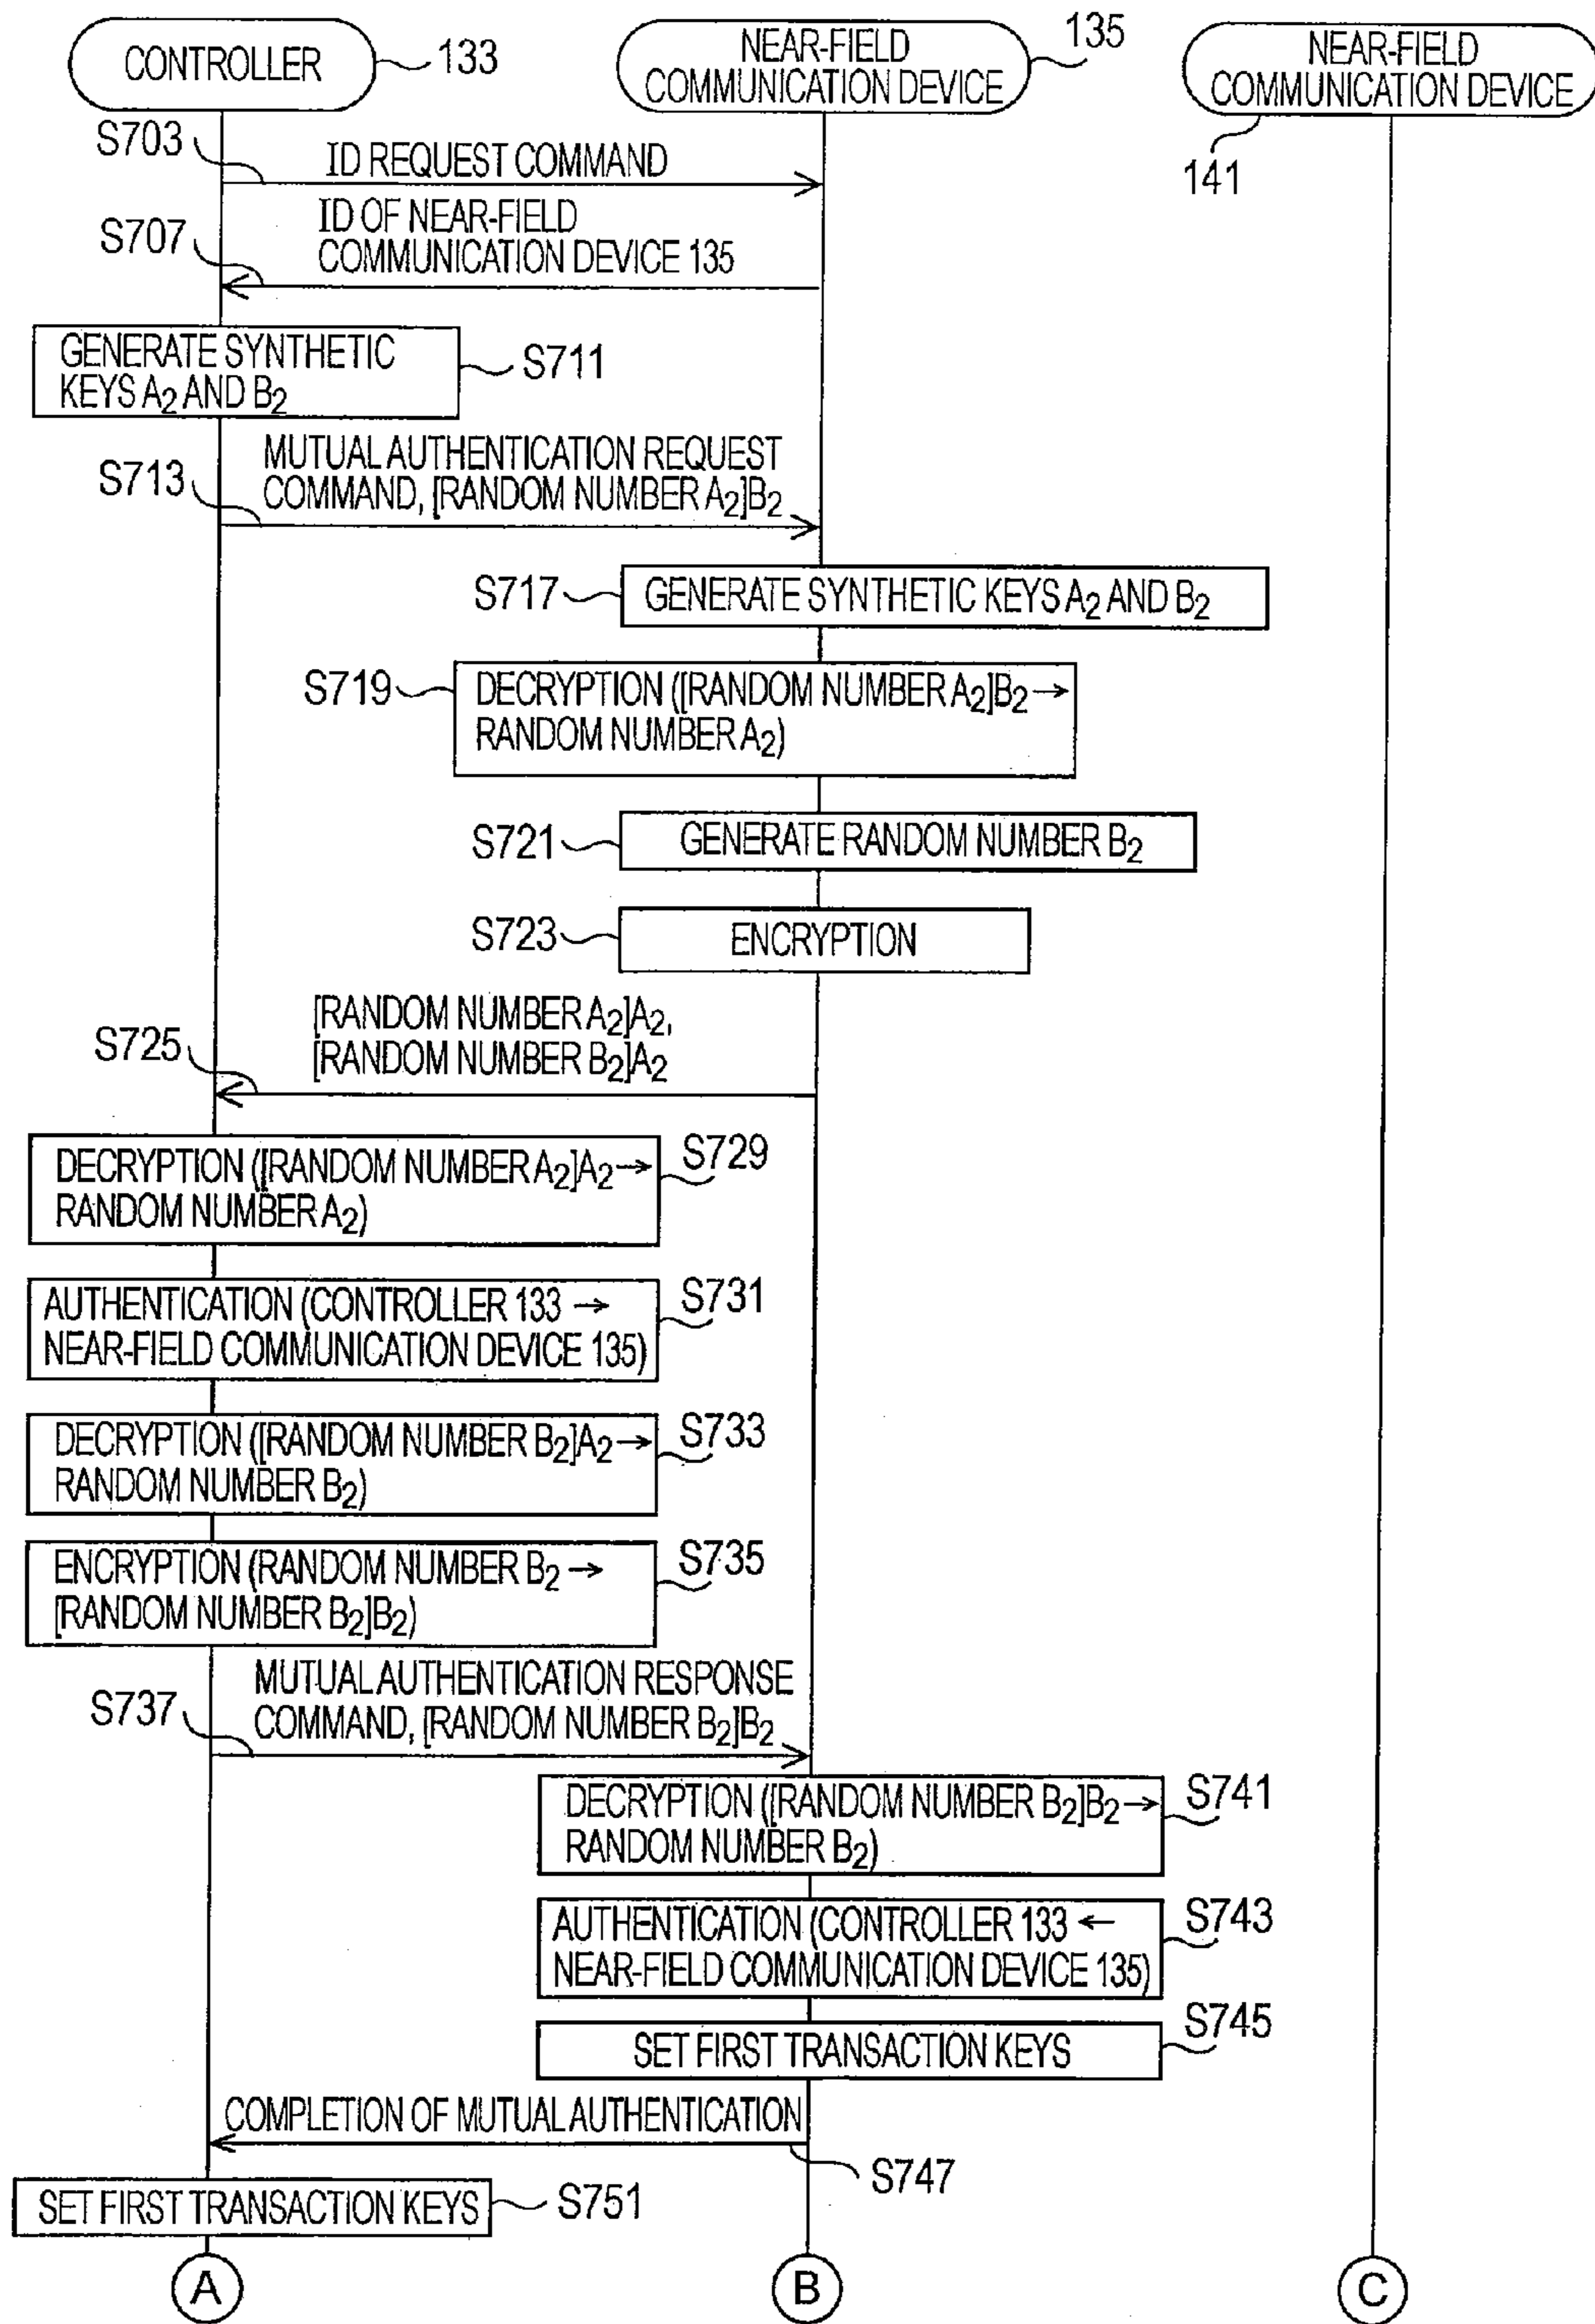 CONTROLLER
133
NEAR-FIELD
COMMUNICATION DEVICE
135
NEAR-FIELD
COMMUNICATION DEVICE
141
S703
ID REQUEST COMMAND
S707
ID OF NEAR-FIELD
COMMUNICATION DEVICE 135
GENERATE SYNTHETIC
KEYS A₂ AND B₂
S711
S713
MUTUAL AUTHENTICATION REQUEST
COMMAND, [RANDOM NUMBER A₂]B₂
S717
GENERATE SYNTHETIC KEYS A₂ AND B₂
S719
DECRYPTION ([RANDOM NUMBER A₂]B₂→
RANDOM NUMBER A₂)
S721
GENERATE RANDOM NUMBER B₂
S723
ENCRYPTION
S725
[RANDOM NUMBER A₂]A₂,
[RANDOM NUMBER B₂]A₂
DECRYPTION ([RANDOM NUMBER A₂]A₂→
RANDOM NUMBER A₂)
S729
AUTHENTICATION (CONTROLLER 133 →
NEAR-FIELD COMMUNICATION DEVICE 135)
S731
DECRYPTION ([RANDOM NUMBER B₂]A₂→
RANDOM NUMBER B₂)
S733
ENCRYPTION (RANDOM NUMBER B₂ →
[RANDOM NUMBER B₂]B₂)
S735
S737
MUTUAL AUTHENTICATION RESPONSE
COMMAND, [RANDOM NUMBER B₂]B₂
DECRYPTION ([RANDOM NUMBER B₂]B₂→
RANDOM NUMBER B₂)
S741
AUTHENTICATION (CONTROLLER 133 ←
NEAR-FIELD COMMUNICATION DEVICE 135)
S743
SET FIRST TRANSACTION KEYS
S745
COMPLETION OF MUTUAL AUTHENTICATION
S747
SET FIRST TRANSACTION KEYS
S751
A
B
C